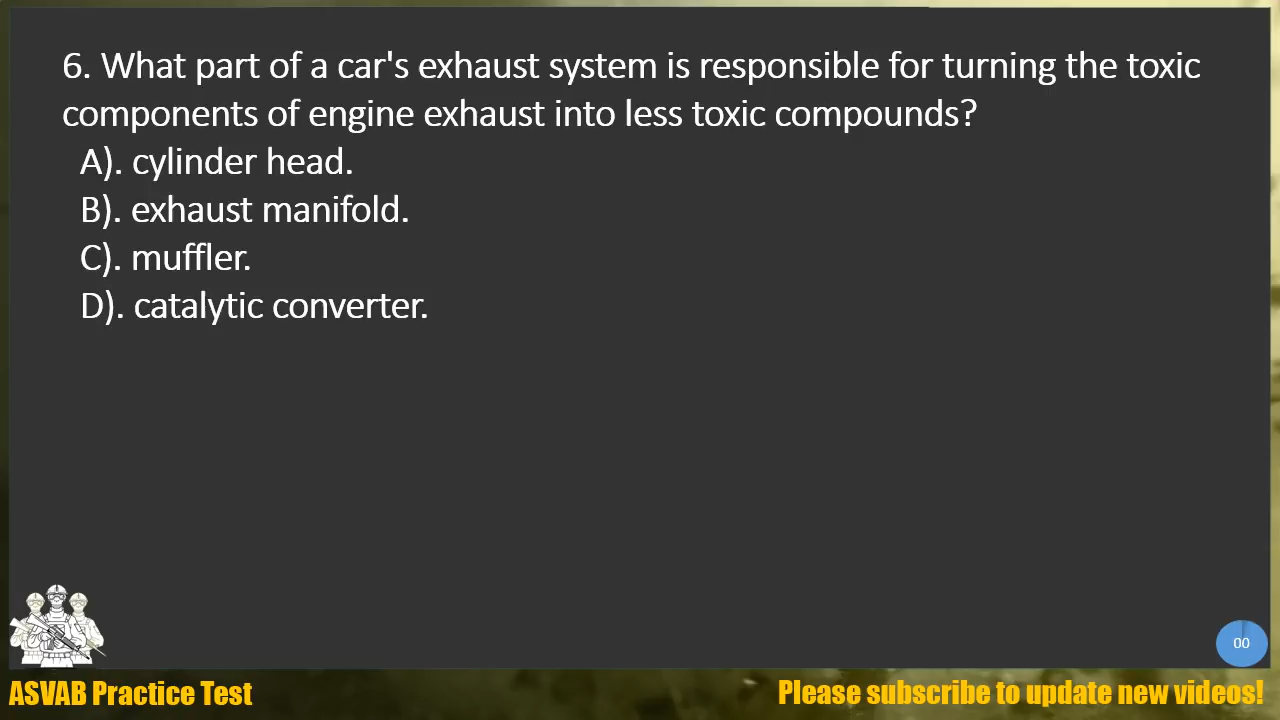 6. What part of a car's exhaust system is responsible for turning the toxic
components of engine exhaust into less toxic compounds?
A). cylinder head.
B). exhaust manifold.
C). muffler.
D). catalytic converter.
00
ASVAB Practice Test
Please subscribe to update new videos!